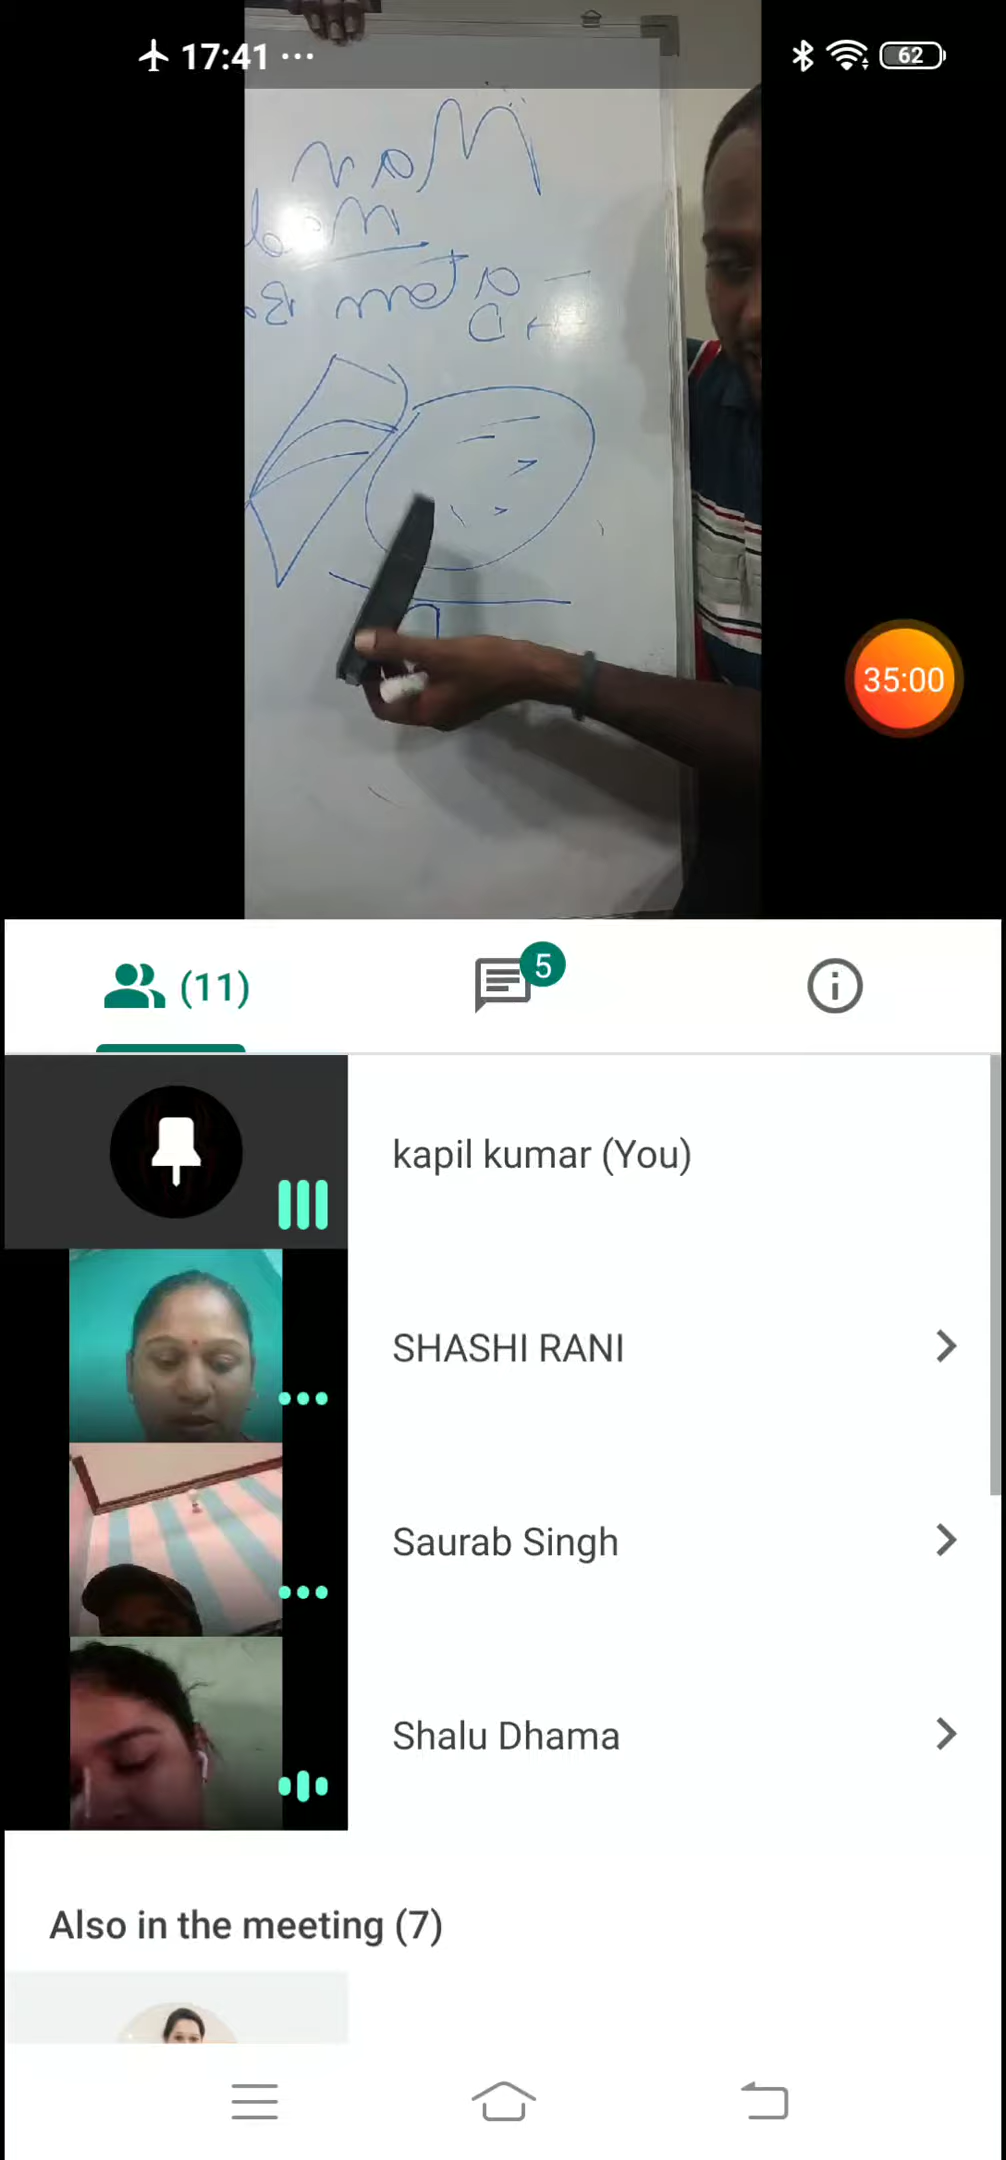 17:41 ...
62
Man
35:00
(11)
5
kapil kumar (You)
SHASHI RANI
Saurab Singh
Shalu Dhama
Also in the meeting (7)